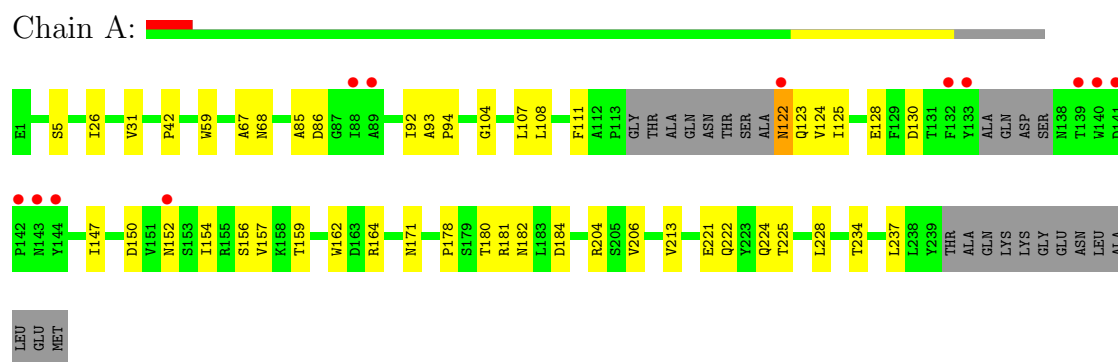 Chain A:
E1 S5 I26 V31 P42 W59 A67 N68 A85 D86 G87 I88 A89 I92 A93 P94 G104 L107 L108 F111 A112 P113 GLY THR ALA GLN ASN THR SER ALA N122 Q123 V124 I125 E128 F129 D130 T131 F132 Y133 ALA GLN ASP SER N138 T139 W140 D141
P142 N143 Y144 I147 D150 V151 N152 S153 I154 R155 S156 V157 K158 T159 W162 D163 R164 N171 P178 S179 T180 R181 N182 L183 D184 R204 S205 V206 V213 E221 Q222 Y223 Q224 T225 L228 T234 L237 L238 Y239 THR ALA GLN LYS LYS GLY GLU ASN LEU ALA
LEU GLU MET